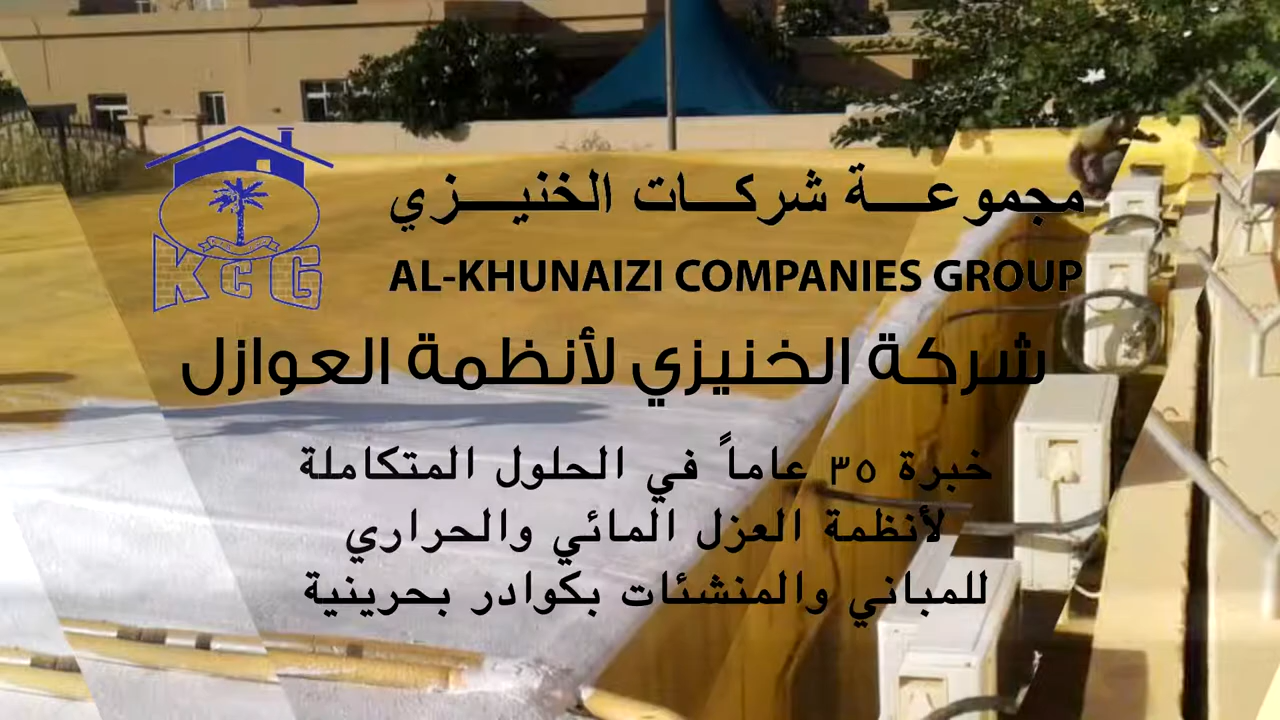 مجموعة شركات الخنيزي
AL-KHUNAIZI COMPANIES GROUP
KCG
شركة الخنيزي لأنظمة العوازل
خبرة ٣٥ عاماً في الحلول المتكاملة
لأنظمة العزل المائي والحراري
للمباني والمنشئات بكوادر بحرينية